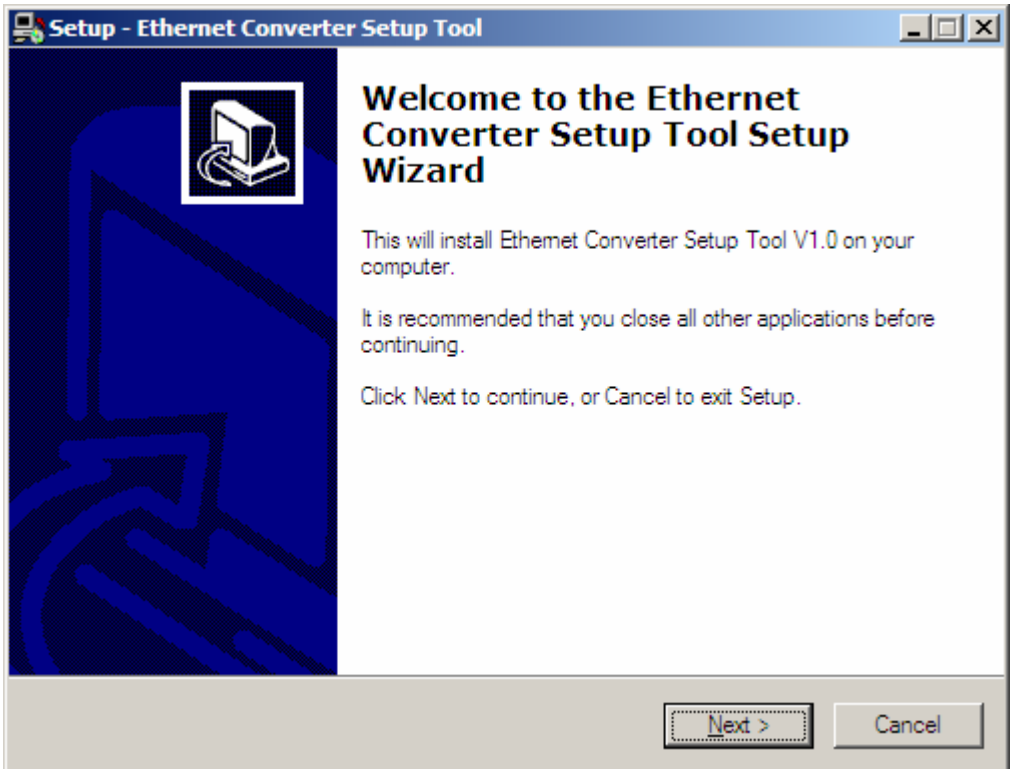 Setup - Ethernet Converter Setup Tool
Welcome to the Ethernet
Converter Setup Tool Setup
Wizard
This will install Ethernet Converter Setup Tool V1.0 on your
computer.
It is recommended that you close all other applications before
continuing.
Click Next to continue, or Cancel to exit Setup.
Next >
Cancel